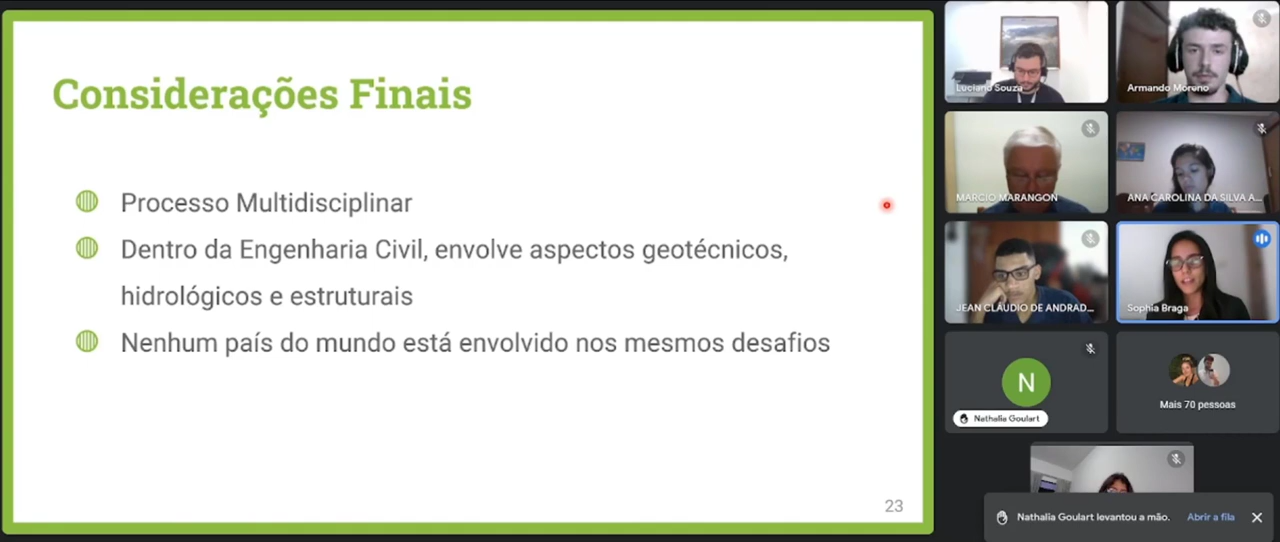 Considerações Finais
Processo Multidisciplinar
Dentro da Engenharia Civil, envolve aspectos geotécnicos,
hidrológicos e estruturais
Nenhum país do mundo está envolvido nos mesmos desafios
23
Luciano Souza
Armando Moreno
MARCIO MARANGON
ANA CAROLINA DA SILVA A...
JEAN CLÁUDIO DE ANDRAD...
Sophia Braga
N
Nathalia Goulart
Mais 70 pessoas
Nathalia Goulart levantou a mão. Abrir a fila